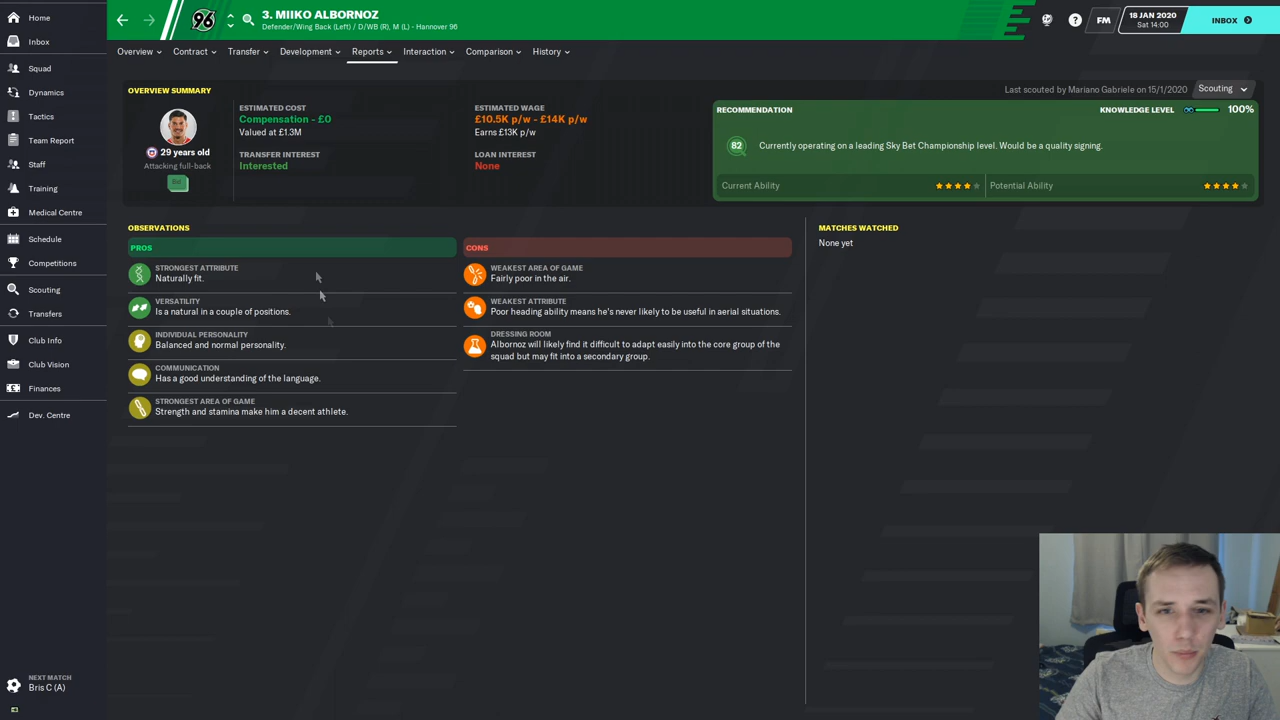 Home
Inbox
Squad
Dynamics
Tactics
Team Report
Staff
Training
Medical Centre
Schedule
Competitions
Scouting
Transfers
Club Info
Club Vision
Finances
Dev. Centre
NEXT MATCH
Bris C (A)
96
3. MIIKO ALBORNOZ
Defender/Wing Back (Left) / D/WB (R), M (L) - Hannover 96
?
FM
18 JAN 2020
Sat 14:00
INBOX
Overview
Contract
Transfer
Development
Reports
Interaction
Comparison
History
OVERVIEW SUMMARY
Last scouted by Mariano Gabriele on 15/1/2020
Scouting
29 years old
Attacking full-back
ESTIMATED COST
Compensation - £0
Valued at £1.3M
TRANSFER INTEREST
Interested
ESTIMATED WAGE
£10.5K p/w - £14K p/w
Earns £13K p/w
LOAN INTEREST
None
RECOMMENDATION
KNOWLEDGE LEVEL
100%
82
Currently operating on a leading Sky Bet Championship level. Would be a quality signing.
Current Ability
Potential Ability
OBSERVATIONS
PROS
STRONGEST ATTRIBUTE
Naturally fit.
VERSATILITY
Is a natural in a couple of positions.
INDIVIDUAL PERSONALITY
Balanced and normal personality.
COMMUNICATION
Has a good understanding of the language.
STRONGEST AREA OF GAME
Strength and stamina make him a decent athlete.
CONS
WEAKEST AREA OF GAME
Fairly poor in the air.
WEAKEST ATTRIBUTE
Poor heading ability means he's never likely to be useful in aerial situations.
DRESSING ROOM
Albornoz will likely find it difficult to adapt easily into the core group of the
squad but may fit into a secondary group.
MATCHES WATCHED
None yet